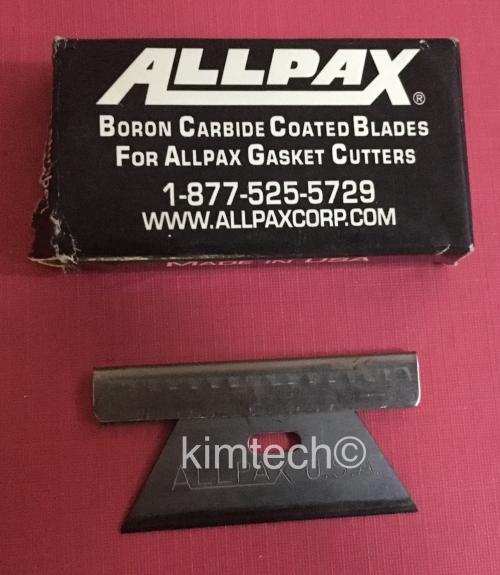 ALLPAX®
BORON CARBIDE COATED BLADES
FOR ALLPAX GASKET CUTTERS
1-877-525-5729
WWW.ALLPAXCORP.COM
MADE IN USA
kimtech©
ALLPAX U.S.A